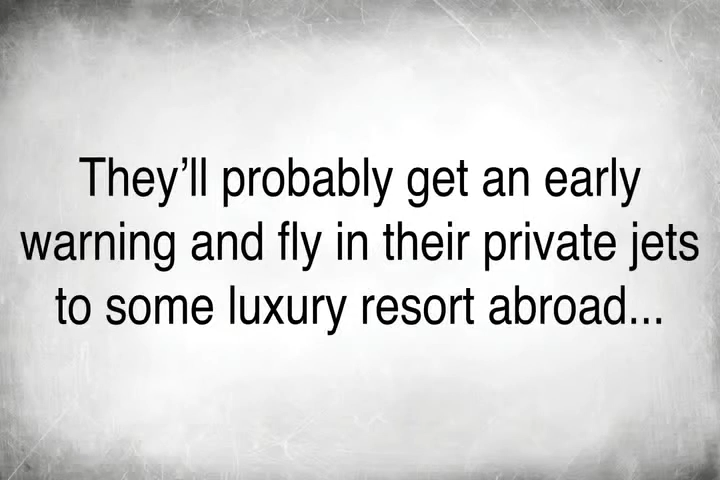 They’ll probably get an early
warning and fly in their private jets
to some luxury resort abroad...